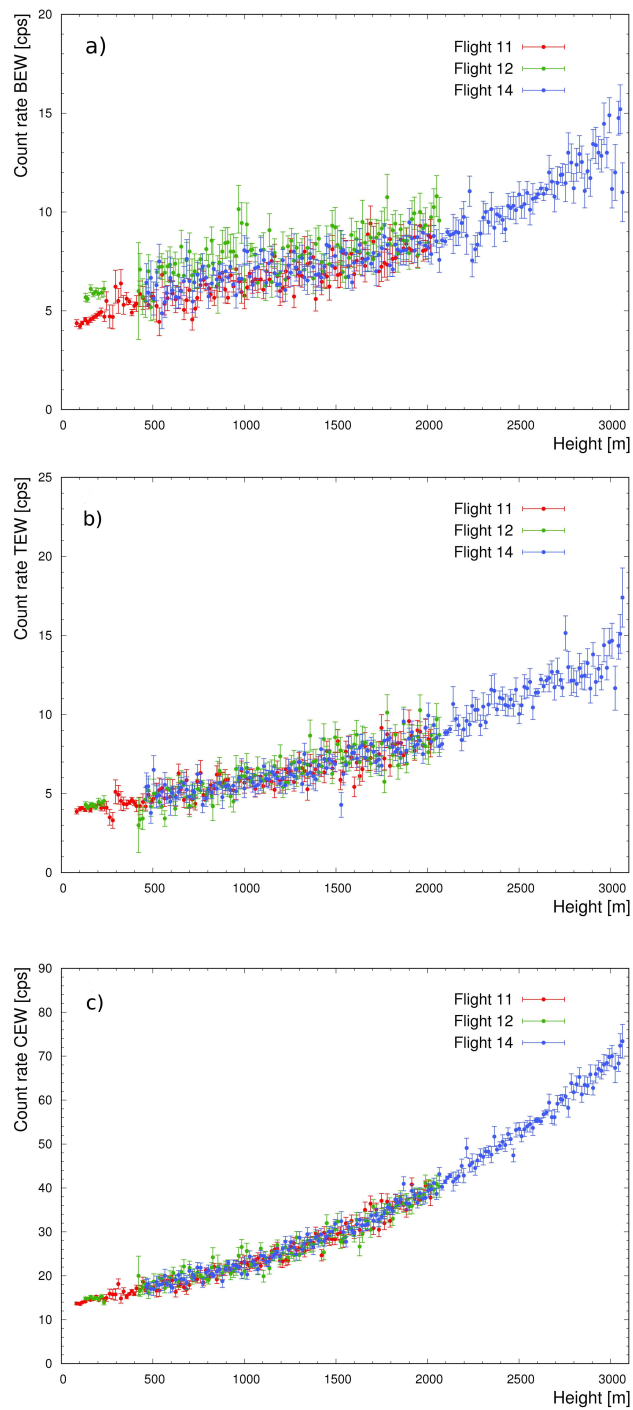 20
15
10
5
0
Count rate BEW [cps]
a)
Flight 11
Flight 12
Flight 14
0 500 1000 1500 2000 2500 3000
Height [m]
25
20
15
10
5
0
Count rate TEW [cps]
b)
Flight 11
Flight 12
Flight 14
0 500 1000 1500 2000 2500 3000
Height [m]
90
80
70
60
50
40
30
20
10
0
Count rate CEW [cps]
c)
Flight 11
Flight 12
Flight 14
0 500 1000 1500 2000 2500 3000
Height [m]